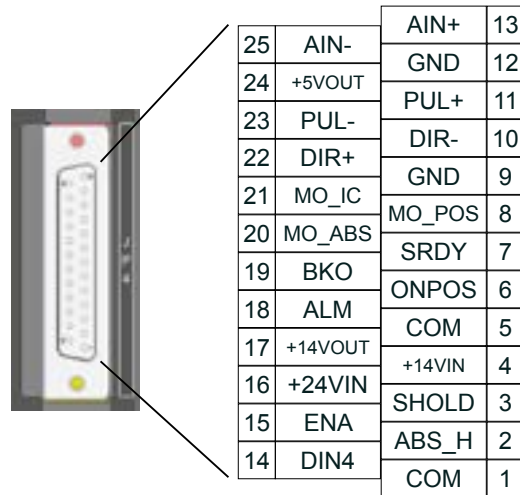 25 AIN-
24 +5VOUT
23 PUL-
22 DIR+
21 MO_IC
20 MO_ABS
19 BKO
18 ALM
17 +14VOUT
16 +24VIN
15 ENA
14 DIN4
AIN+ 13
GND 12
PUL+ 11
DIR- 10
GND 9
MO_POS 8
SRDY 7
ONPOS 6
COM 5
+14VIN 4
SHOLD 3
ABS_H 2
COM 1